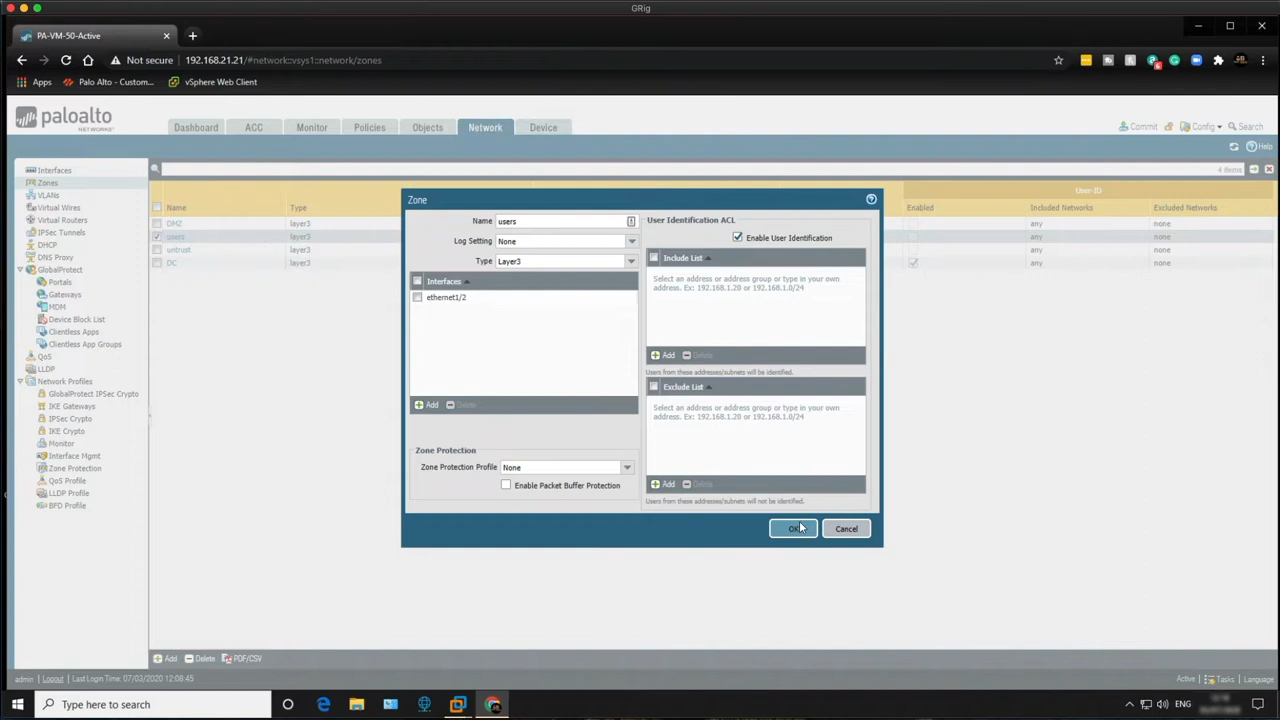 GRig
PA-VM-50-Active
Not secure 192.168.21.21/#network::vsys1::network/zones
Apps Palo Alto - Custom... vSphere Web Client
paloalto
NETWORKS
Dashboard ACC Monitor Policies Objects Network Device
Commit Config Search
Help
4 items
Interfaces
Zones
VLANs
Virtual Wires
Virtual Routers
IPSec Tunnels
DHCP
DNS Proxy
GlobalProtect
Portals
Gateways
MDM
Device Block List
Clientless Apps
Clientless App Groups
QoS
LLDP
Network Profiles
GlobalProtect IPSec Crypto
IKE Gateways
IPSec Crypto
IKE Crypto
Monitor
Interface Mgmt
Zone Protection
QoS Profile
LLDP Profile
BFD Profile
User-ID
Name Type Enabled Included Networks Excluded Networks
DMZ layer3 any none
users layer3 any none
untrust layer3 any none
DC layer3 any none
Zone
Name users
Log Setting None
Type Layer3
Interfaces
ethernet1/2
Add Delete
Zone Protection
Zone Protection Profile None
Enable Packet Buffer Protection
User Identification ACL
Enable User Identification
Include List
Select an address or address group or type in your own
address. Ex: 192.168.1.20 or 192.168.1.0/24
Add Delete
Users from these addresses/subnets will be identified.
Exclude List
Select an address or address group or type in your own
address. Ex: 192.168.1.20 or 192.168.1.0/24
Add Delete
Users from these addresses/subnets will not be identified.
OK Cancel
Add Delete PDF/CSV
admin Logout Last Login Time: 07/03/2020 12:08:45
Active Tasks Language
Type here to search
ENG